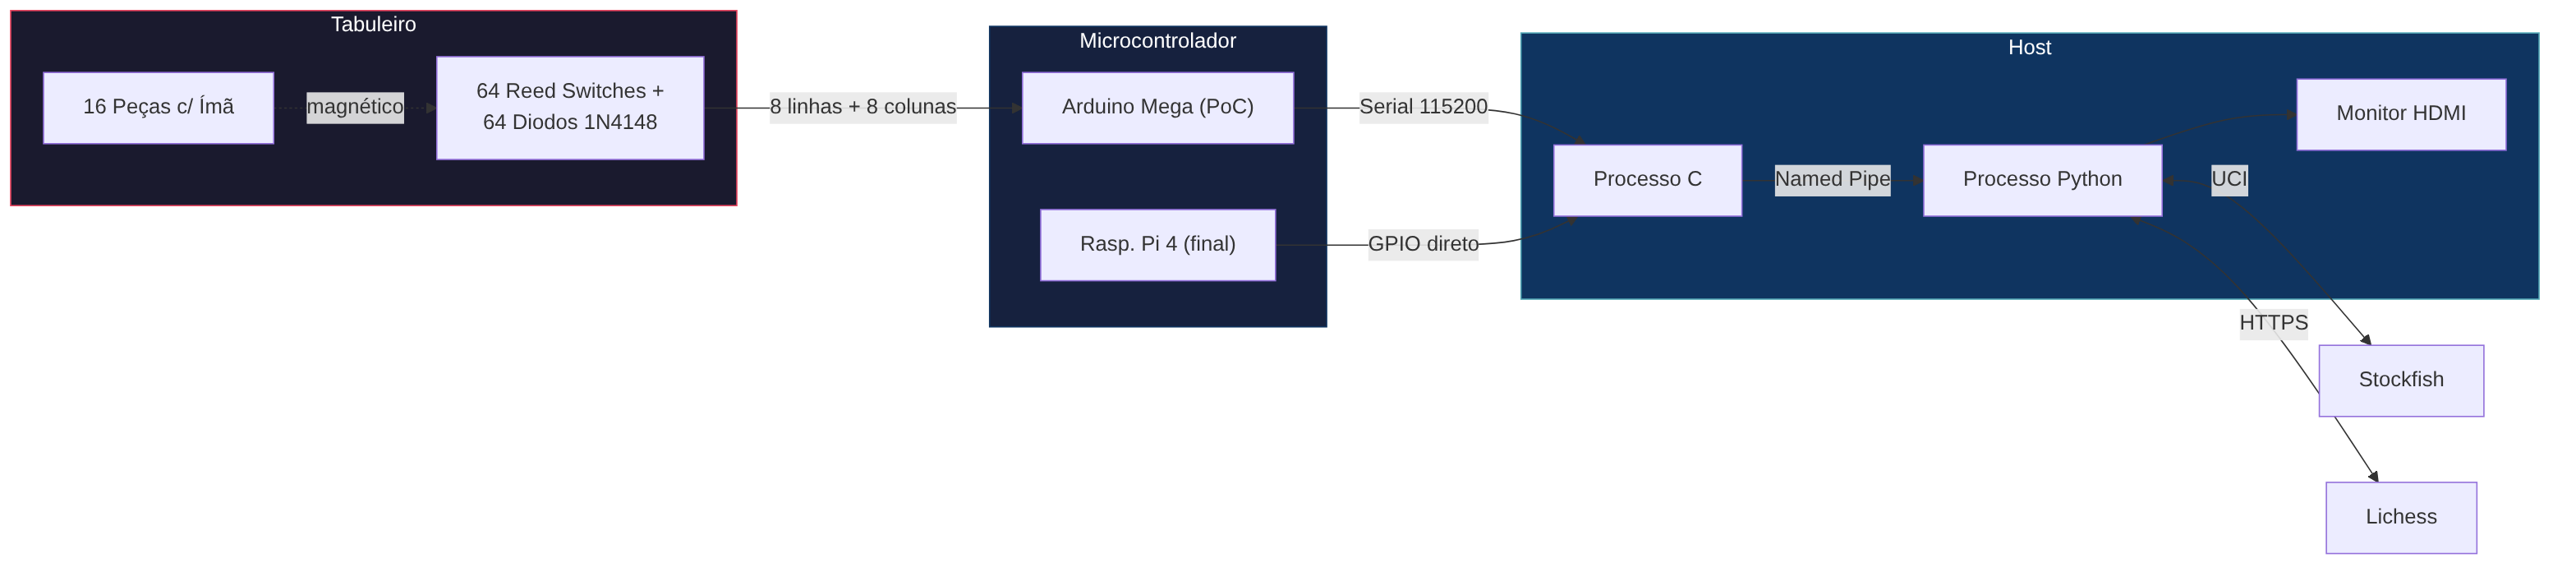 Tabuleiro
16 Peças c/ Ímã
magnético
64 Reed Switches +
64 Diodos 1N4148
8 linhas + 8 colunas
Microcontrolador
Arduino Mega (PoC)
Rasp. Pi 4 (final)
Serial 115200
GPIO direto
Host
Processo C
Named Pipe
Processo Python
Monitor HDMI
UCI
HTTPS
Stockfish
Lichess